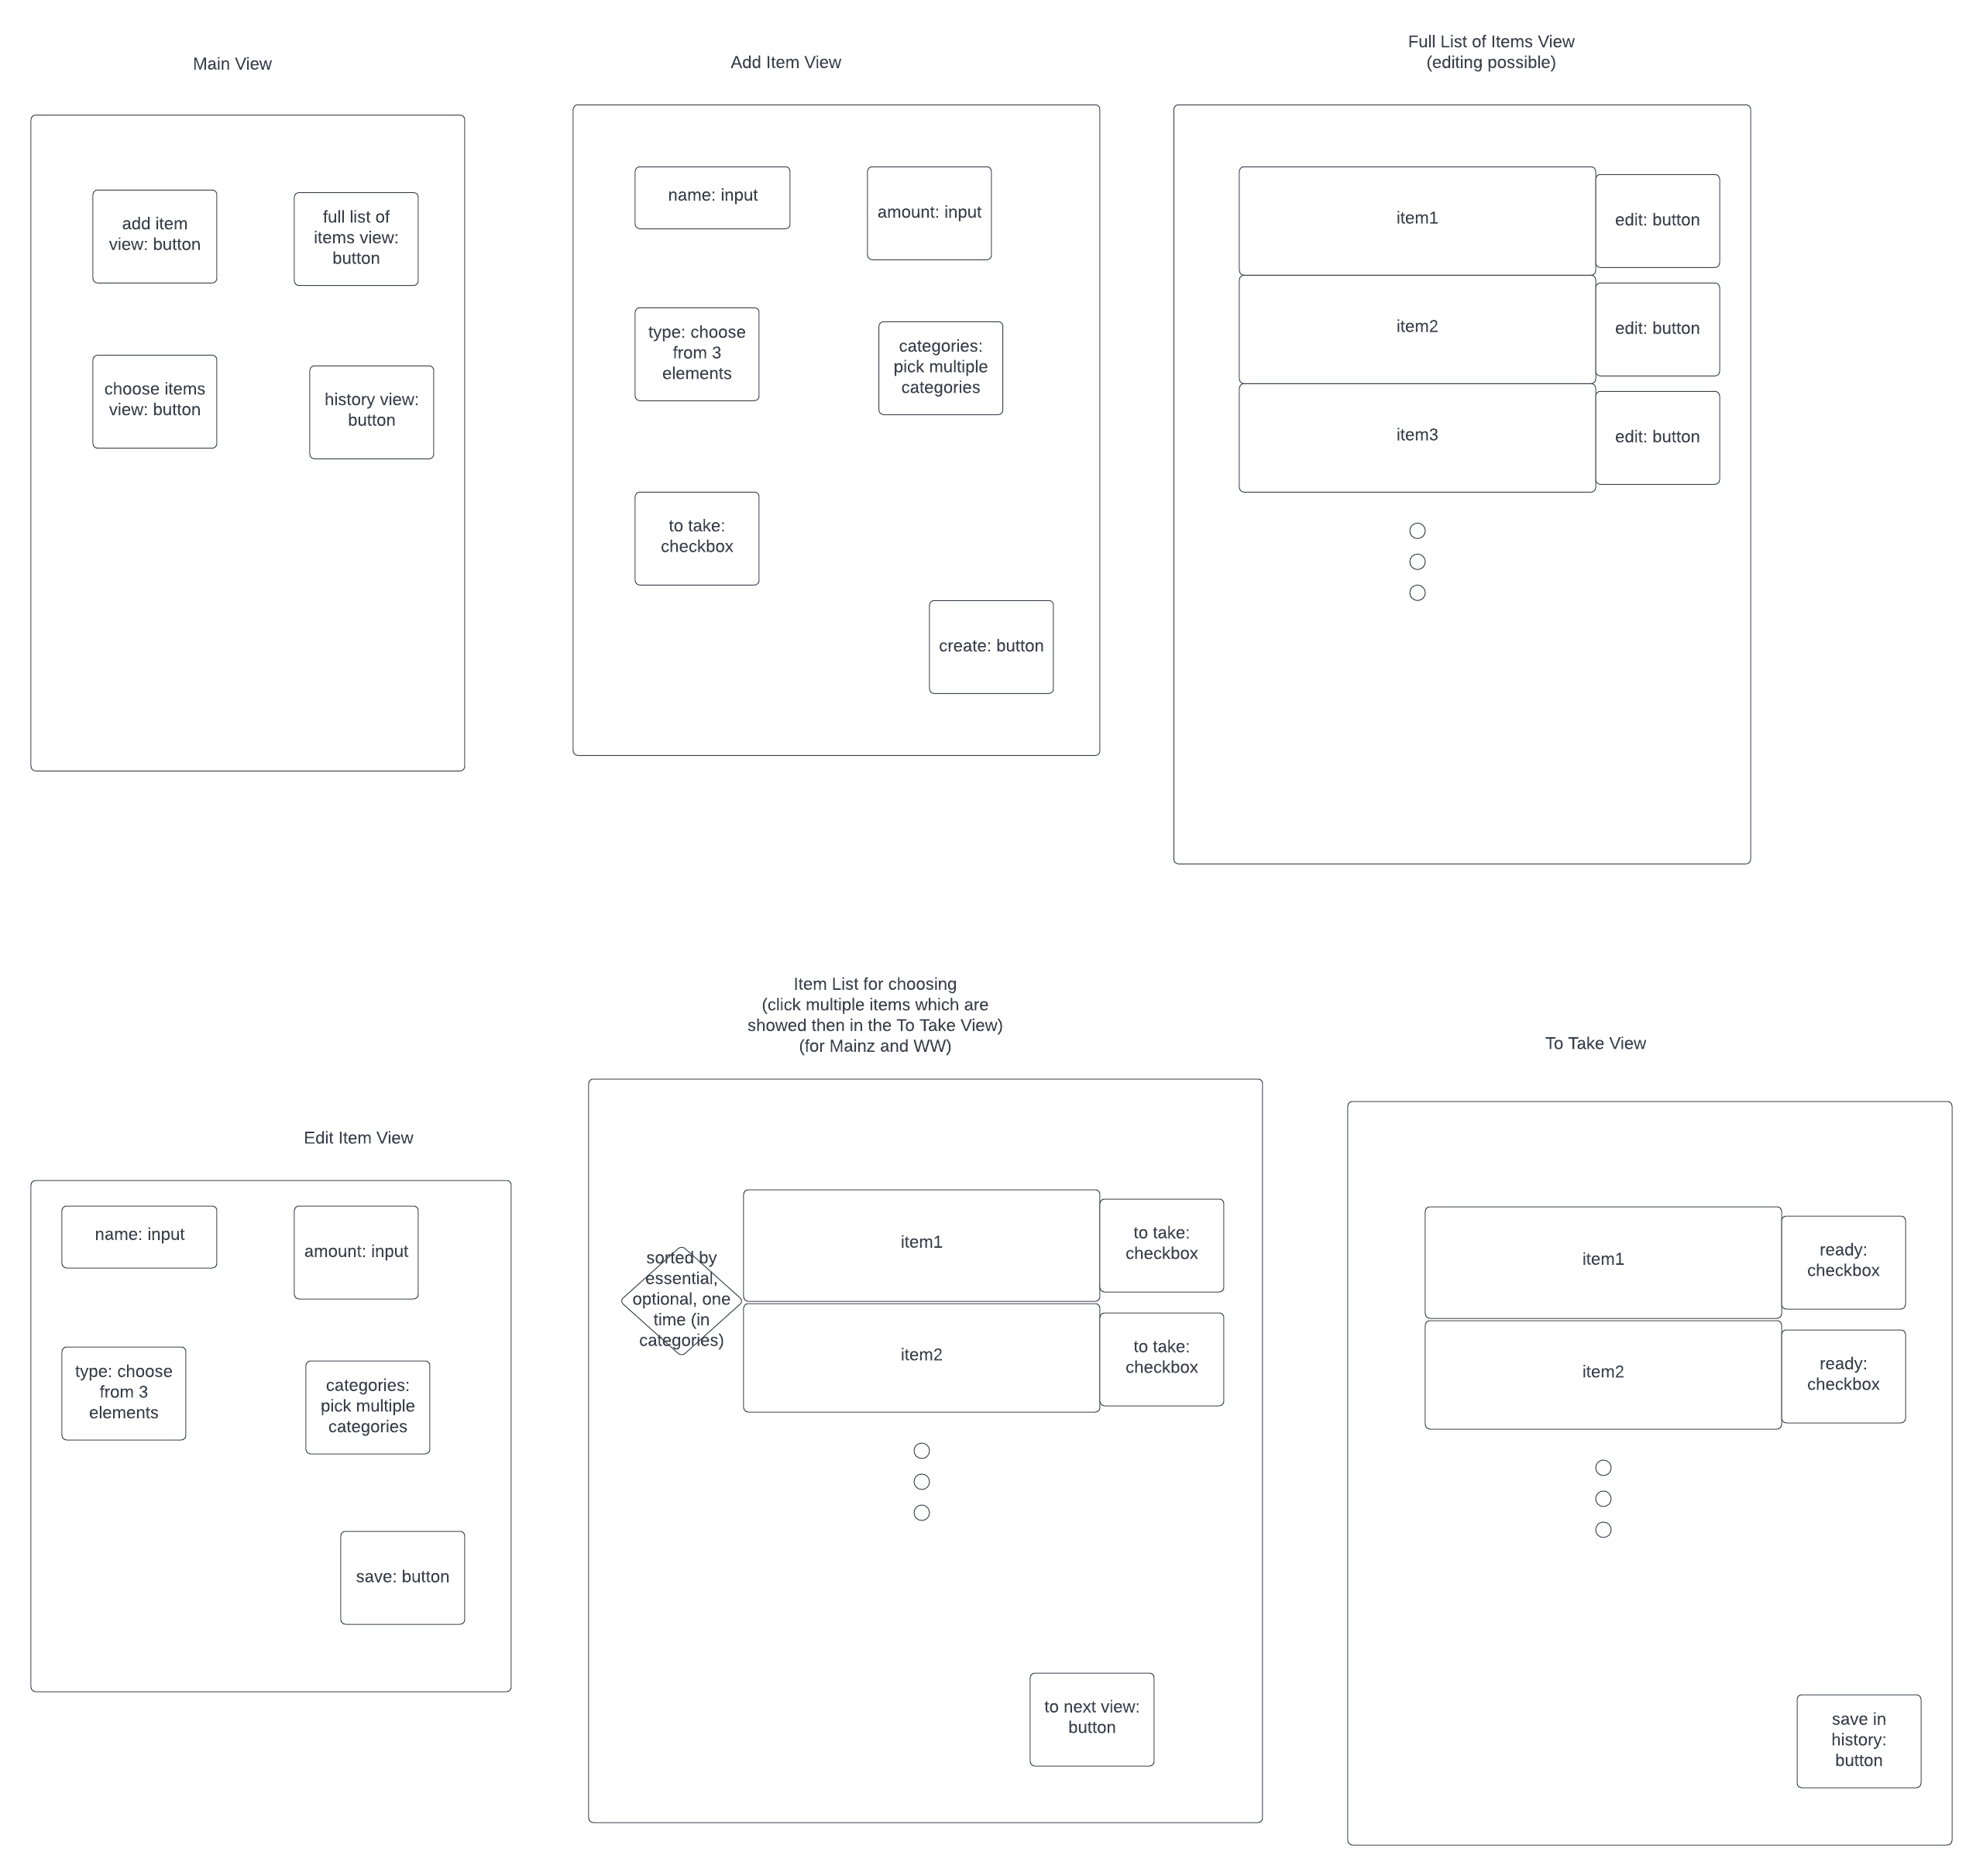 Main View
add item
view: button
full list of
items view:
button
choose items
view: button
history view:
button
Add Item View
name: input
amount: input
type: choose
from 3
elements
categories:
pick multiple
categories
to take:
checkbox
create: button
Full List of Items View
(editing possible)
item1
edit: button
item2
edit: button
item3
edit: button
Edit Item View
name: input
amount: input
type: choose
from 3
elements
categories:
pick multiple
categories
save: button
Item List for choosing
(click multiple items which are
showed then in the To Take View)
(for Mainz and WW)
sorted by
essential,
optional, one
time (in
categories)
item1
to take:
checkbox
item2
to take:
checkbox
to next view:
button
To Take View
item1
ready:
checkbox
item2
ready:
checkbox
save in
history:
button